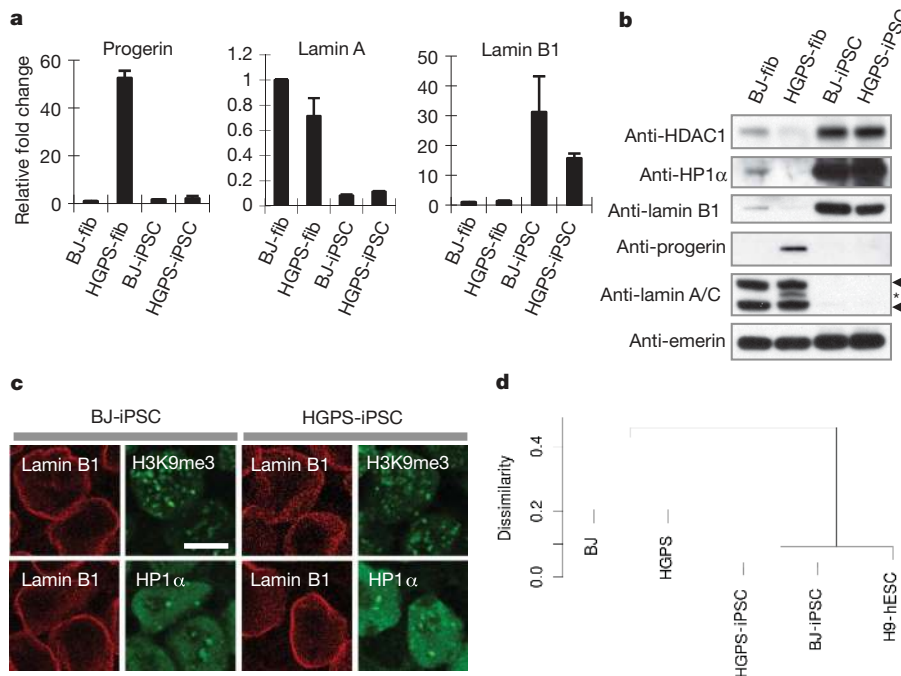 a
Progerin
Lamin A
Lamin B1
Relative fold change
60
40
20
0
1.2
1
0.8
0.6
0.4
0.2
0
50
40
30
20
10
0
BJ-fib
HGPS-fib
BJ-iPSC
HGPS-iPSC
BJ-fib
HGPS-fib
BJ-iPSC
HGPS-iPSC
BJ-fib
HGPS-fib
BJ-iPSC
HGPS-iPSC
b
BJ-fib
HGPS-fib
BJ-iPSC
HGPS-iPSC
Anti-HDAC1
Anti-HP1α
Anti-lamin B1
Anti-progerin
Anti-lamin A/C
*
Anti-emerin
c
BJ-iPSC
HGPS-iPSC
Lamin B1
H3K9me3
Lamin B1
H3K9me3
Lamin B1
HP1α
Lamin B1
HP1α
d
Dissimilarity
0.4
0.2
0.0
BJ
HGPS
HGPS-iPSC
BJ-iPSC
H9-hESC